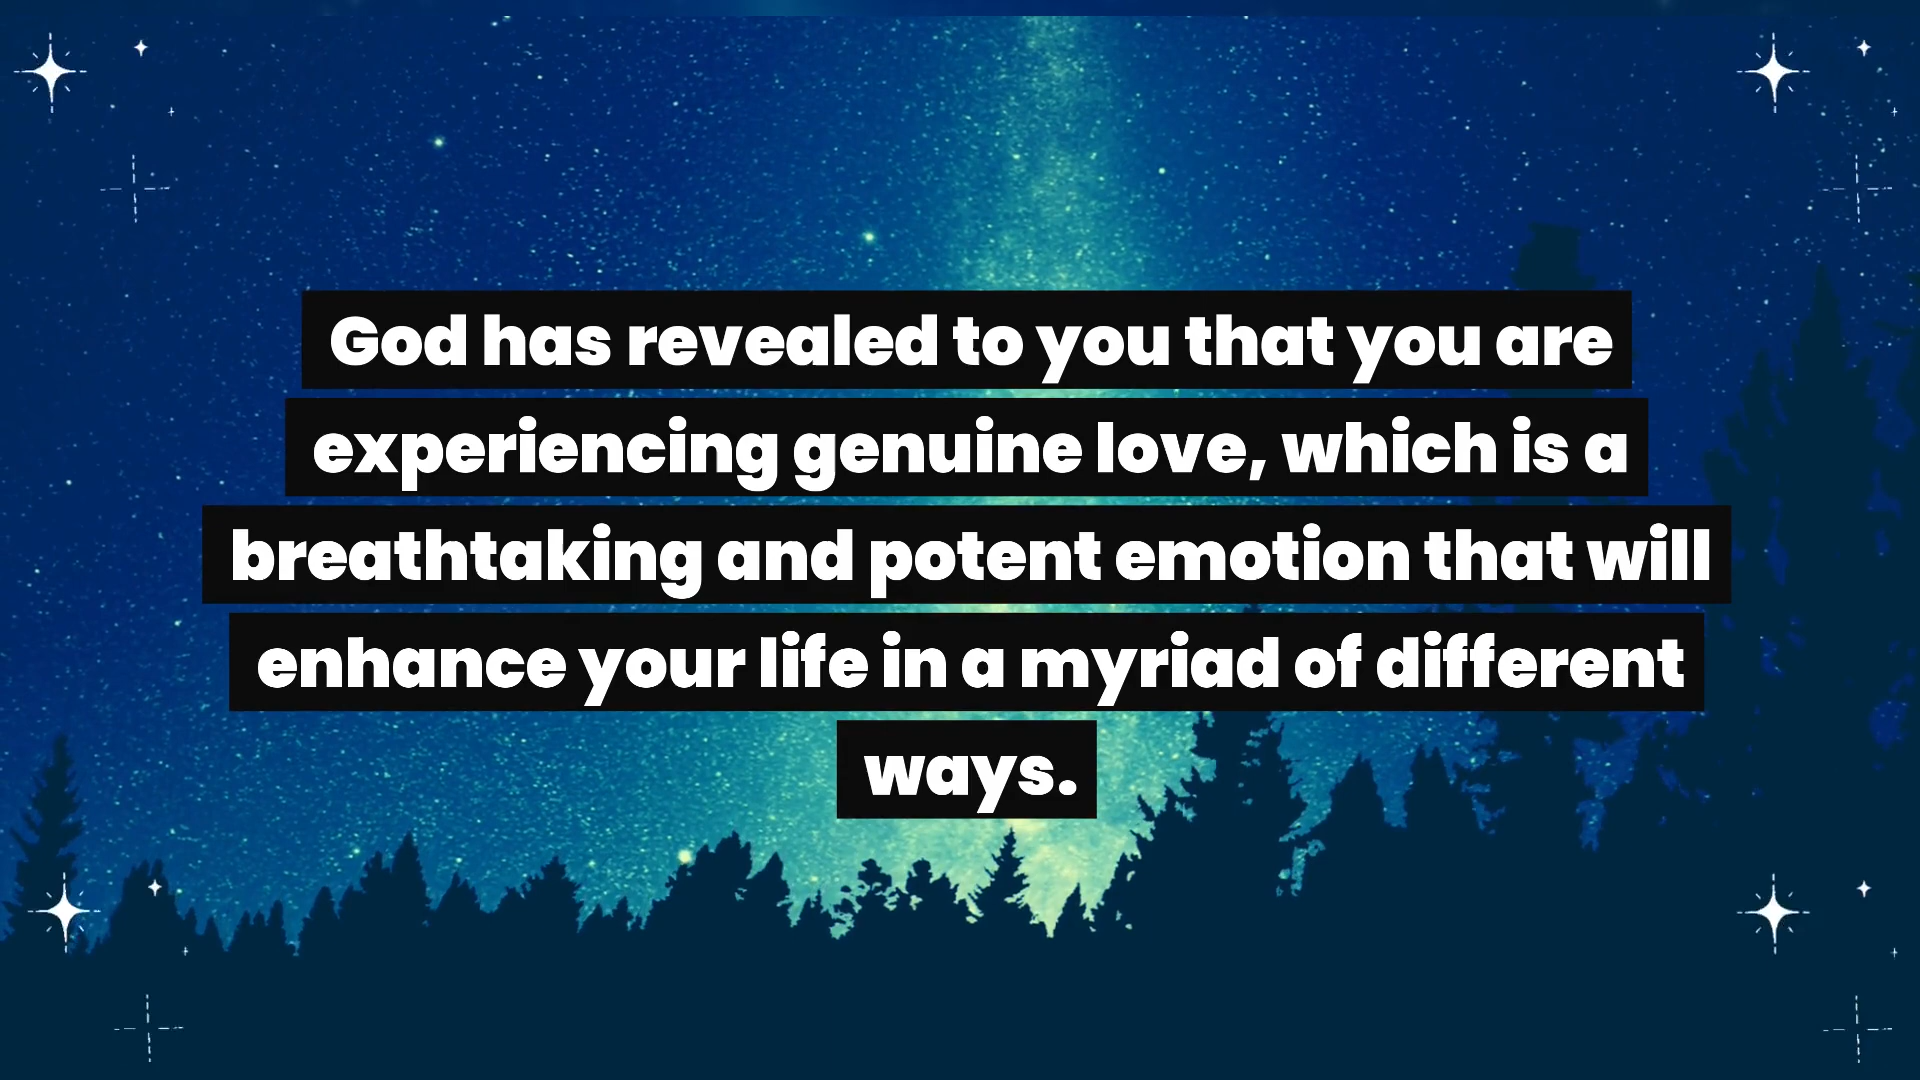 God has revealed to you that you are
experiencing genuine love, which is a
breathtaking and potent emotion that will
enhance your life in a myriad of different
ways.